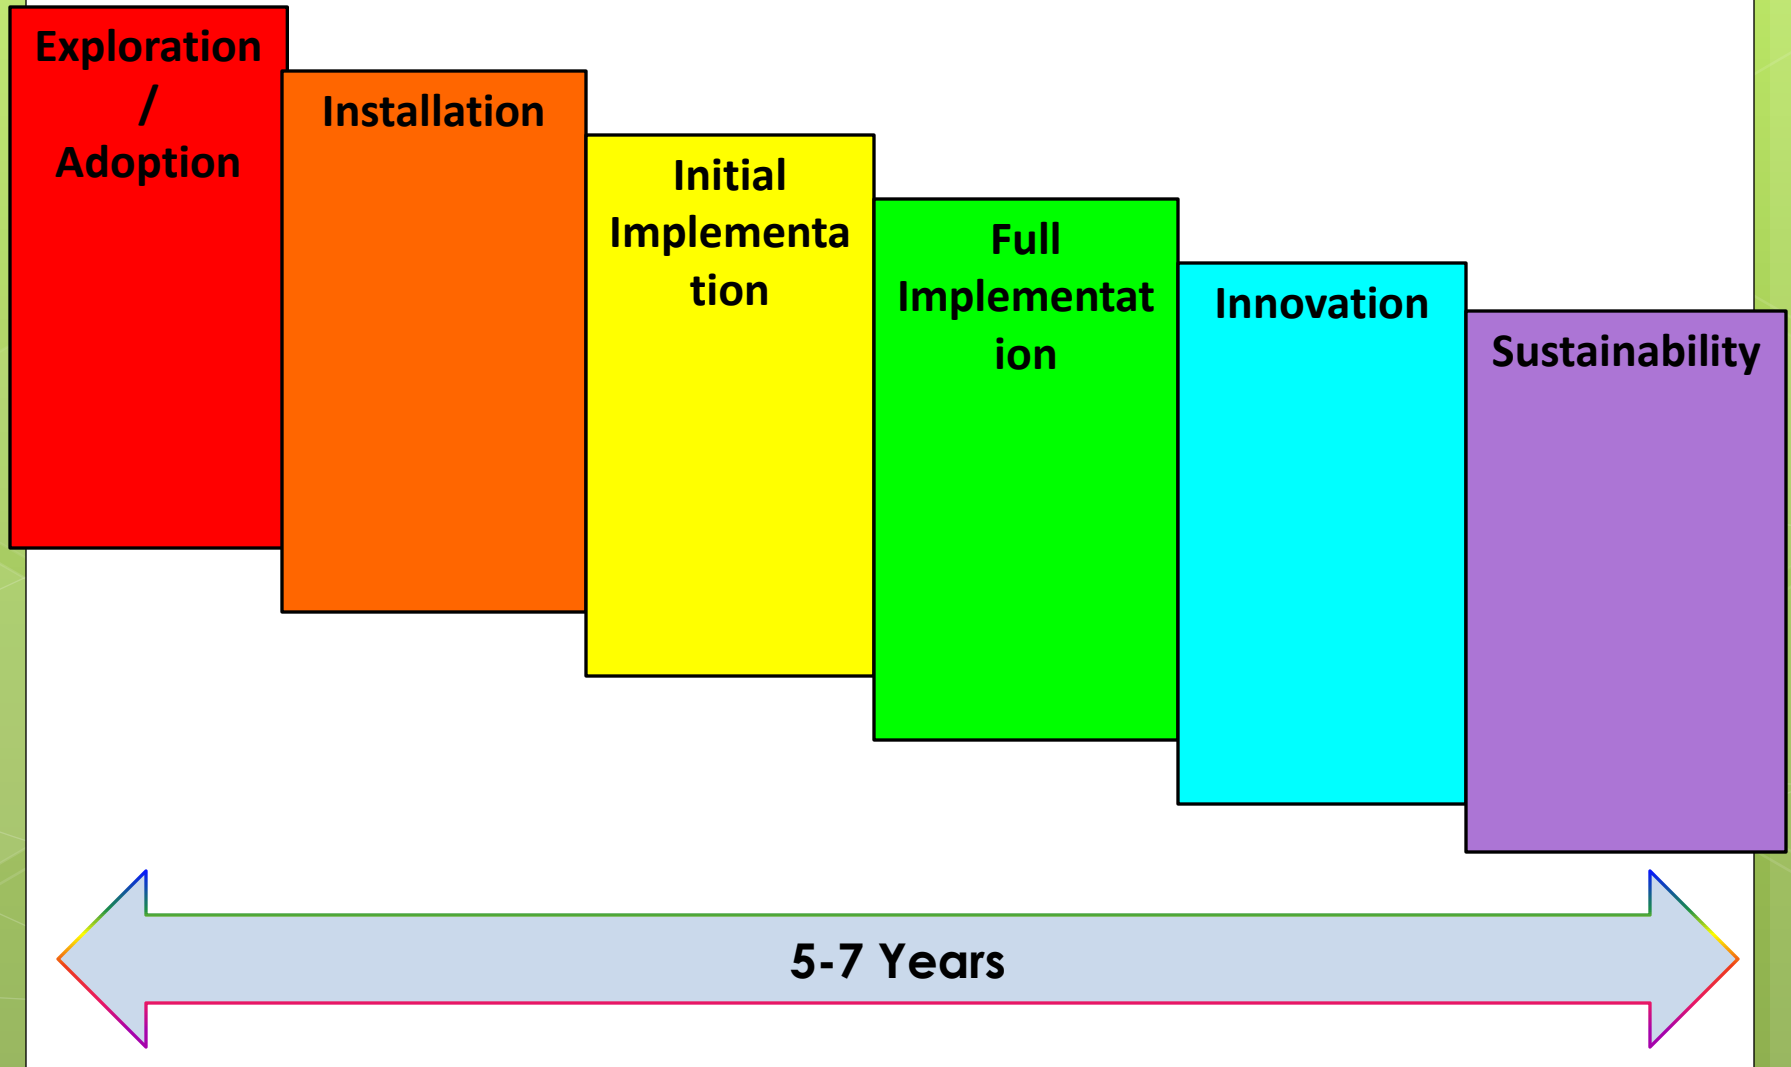 Exploration
/
Adoption
Installation
Initial
Implementa
tion
Full
Implementat
ion
Innovation
Sustainability
5-7 Years